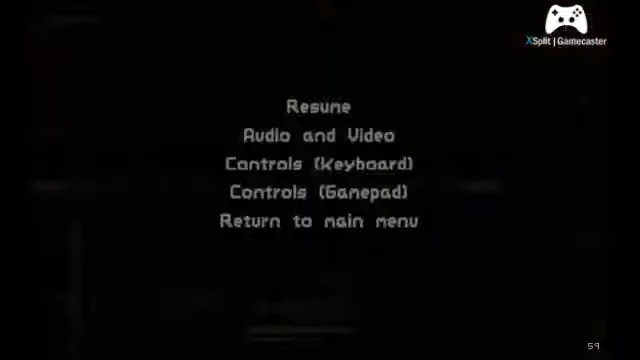 XSplit | Gamecaster
Resume
Audio and Video
Controls (Keyboard)
Controls (Gamepad)
Return to main menu
59